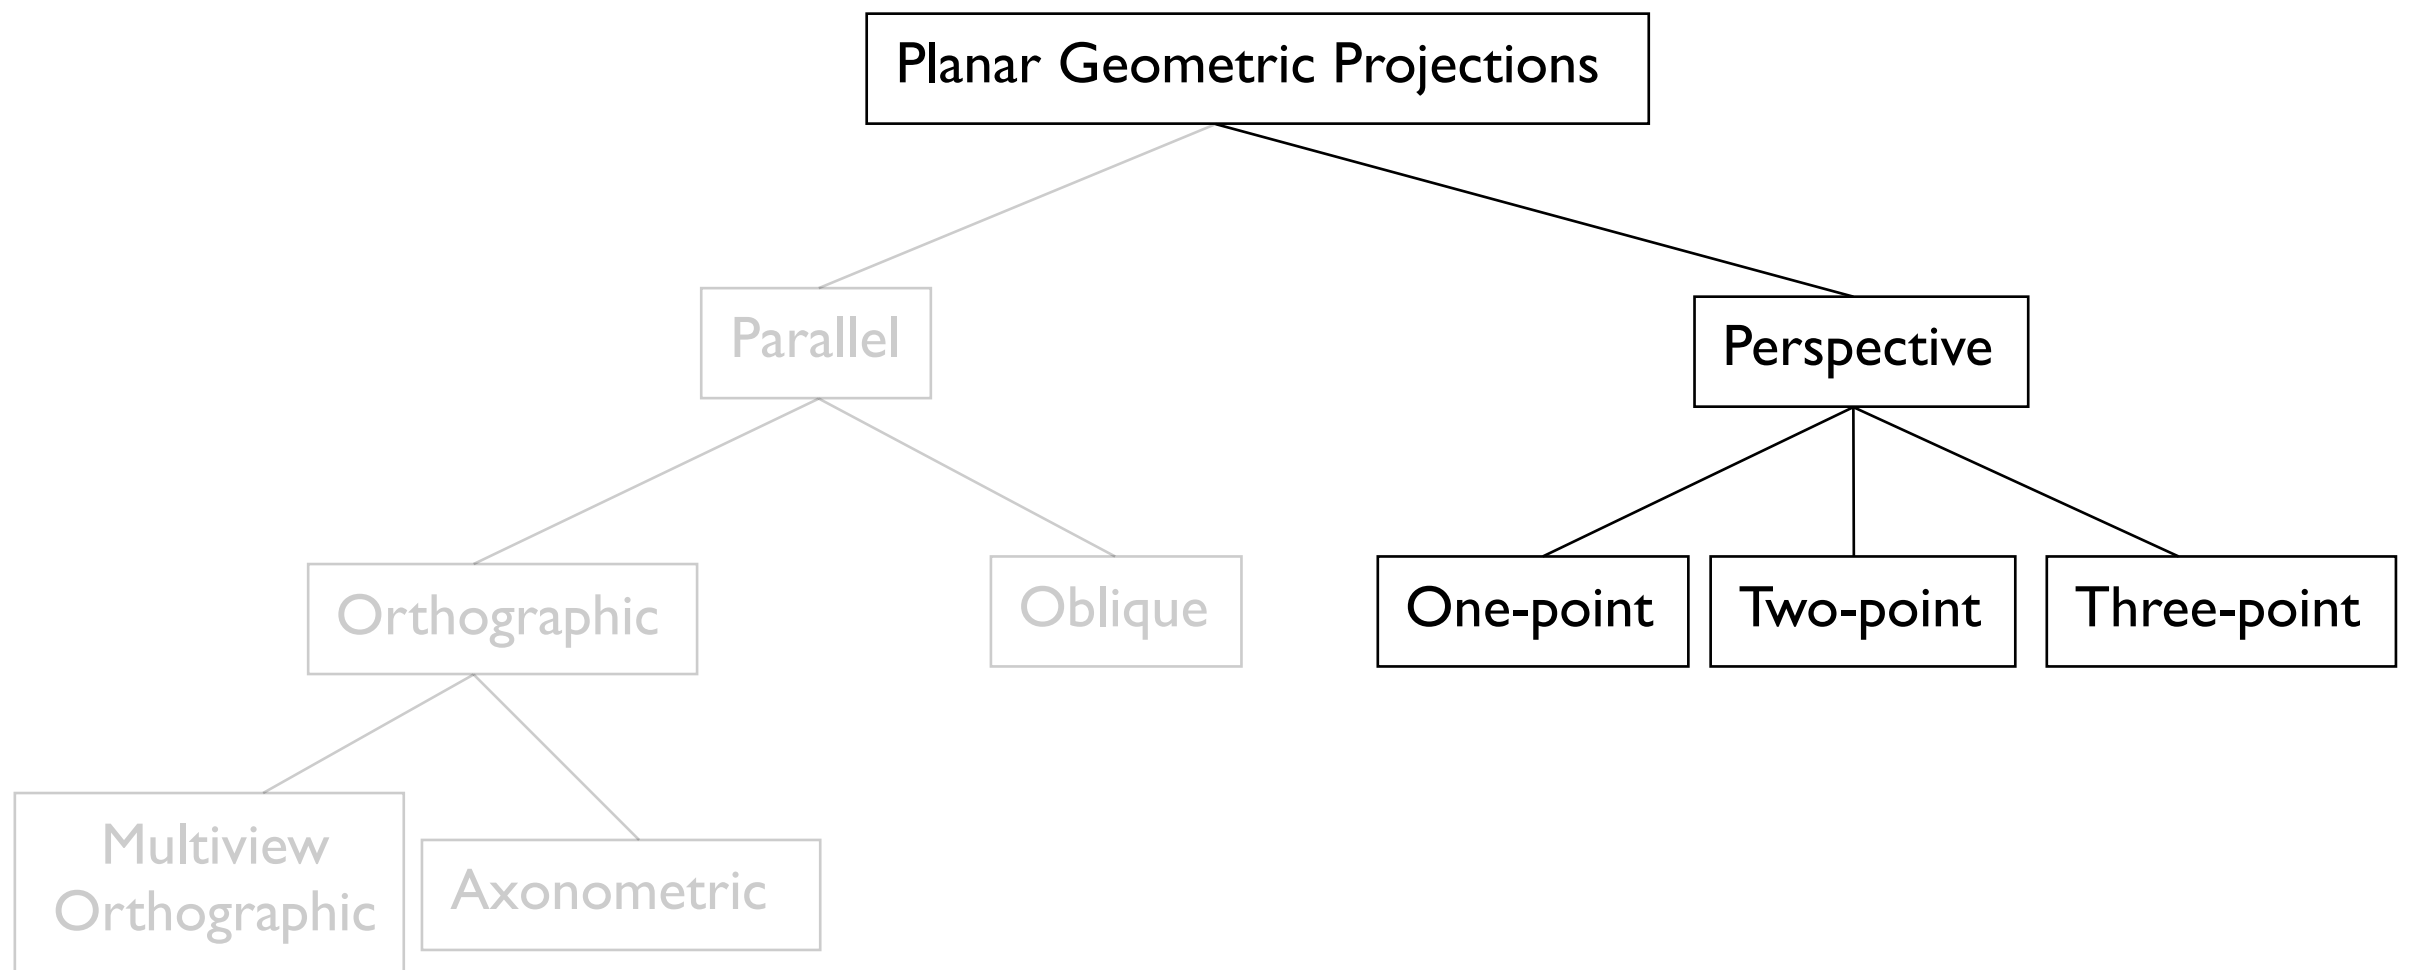 Planar Geometric Projections
Parallel
Perspective
Orthographic
Oblique
One-point
Two-point
Three-point
Multiview
Orthographic
Axonometric